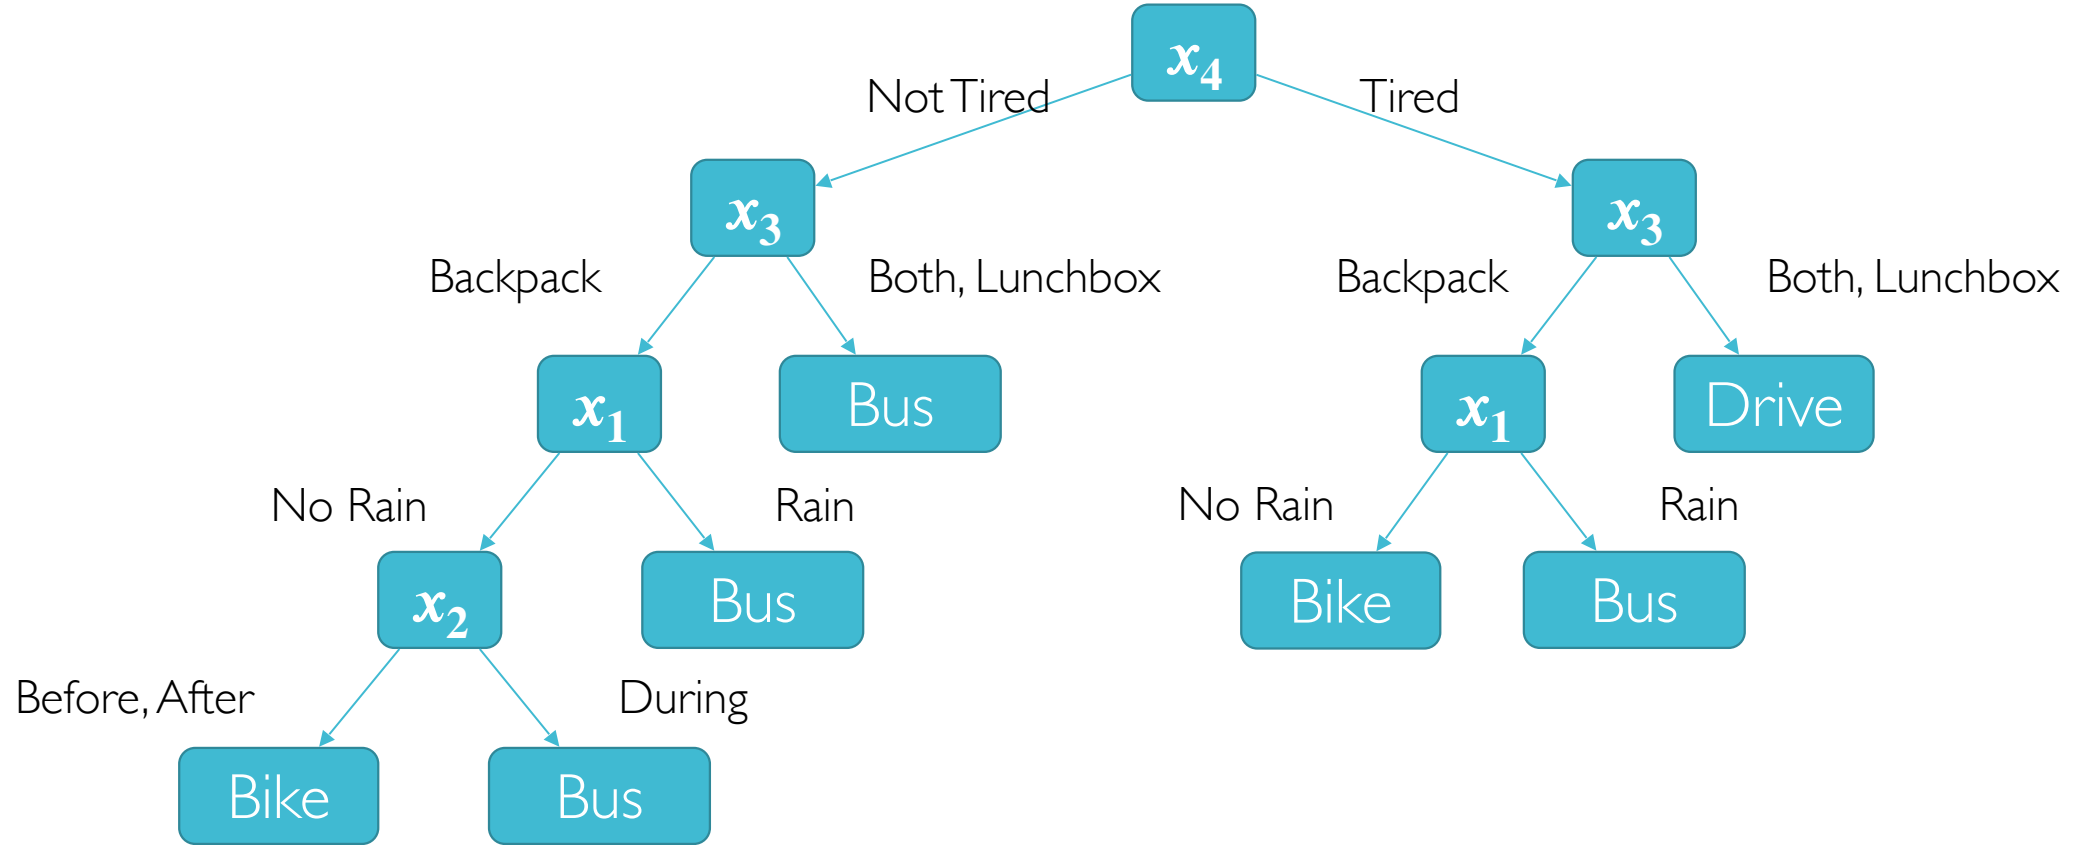 x4
Not Tired
Tired
x3
x3
Backpack
Both, Lunchbox
Backpack
Both, Lunchbox
x1
Bus
x1
Drive
No Rain
Rain
No Rain
Rain
x2
Bus
Bike
Bus
Before, After
During
Bike
Bus